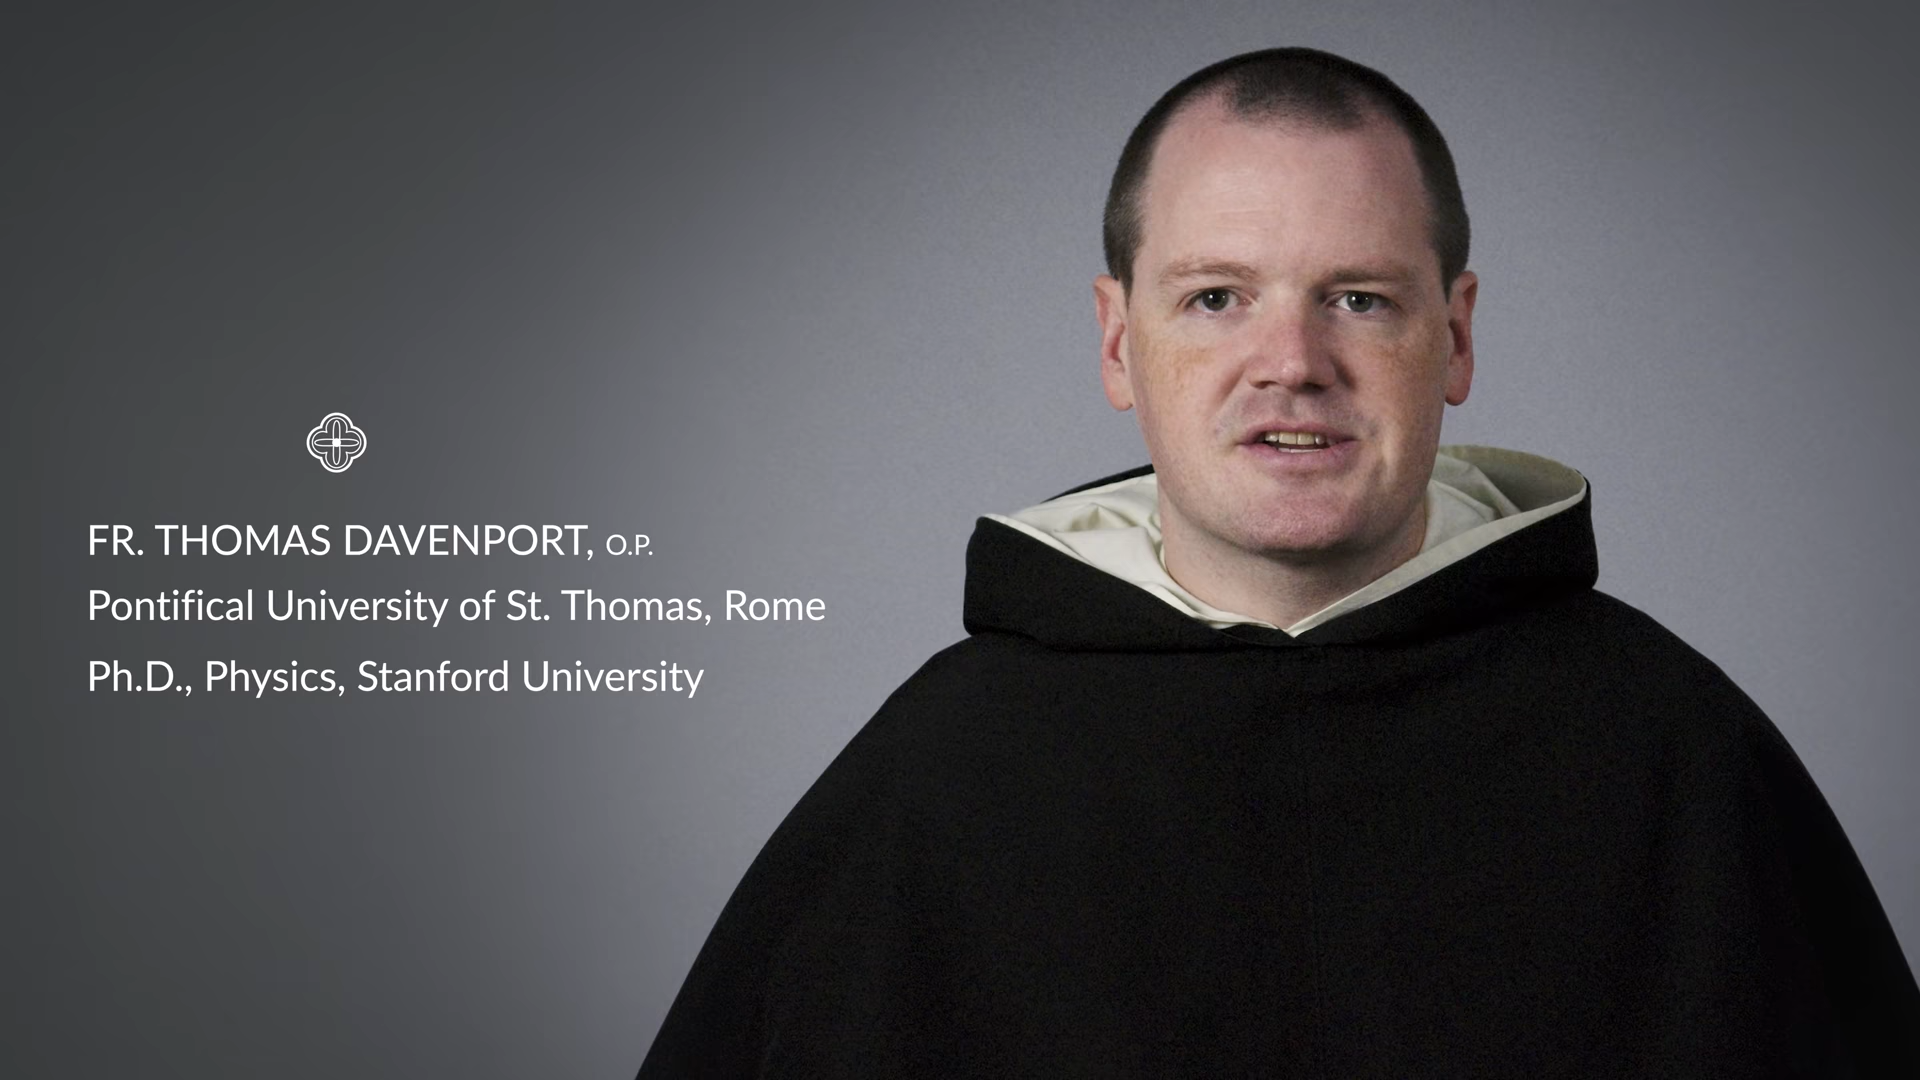 FR. THOMAS DAVENPORT, O.P.
Pontifical University of St. Thomas, Rome
Ph.D., Physics, Stanford University